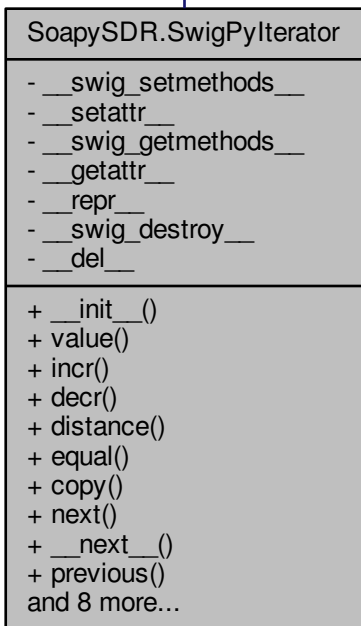 SoapySDR.SwigPyIterator
- __swig_setmethods__
- __setattr__
- __swig_getmethods__
- __getattr__
- __repr__
- __swig_destroy__
- __del__
+ __init__()
+ value()
+ incr()
+ decr()
+ distance()
+ equal()
+ copy()
+ next()
+ __next__()
+ previous()
and 8 more...